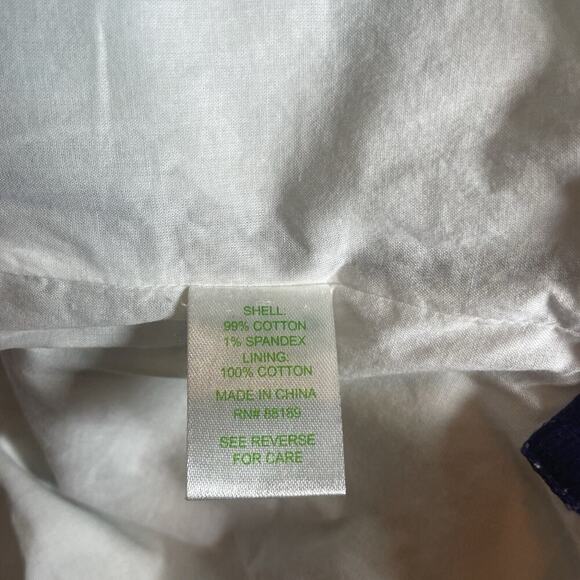 SHELL:
99% COTTON
1% SPANDEX
LINING:
100% COTTON
MADE IN CHINA
RN# 88189
SEE REVERSE
FOR CARE